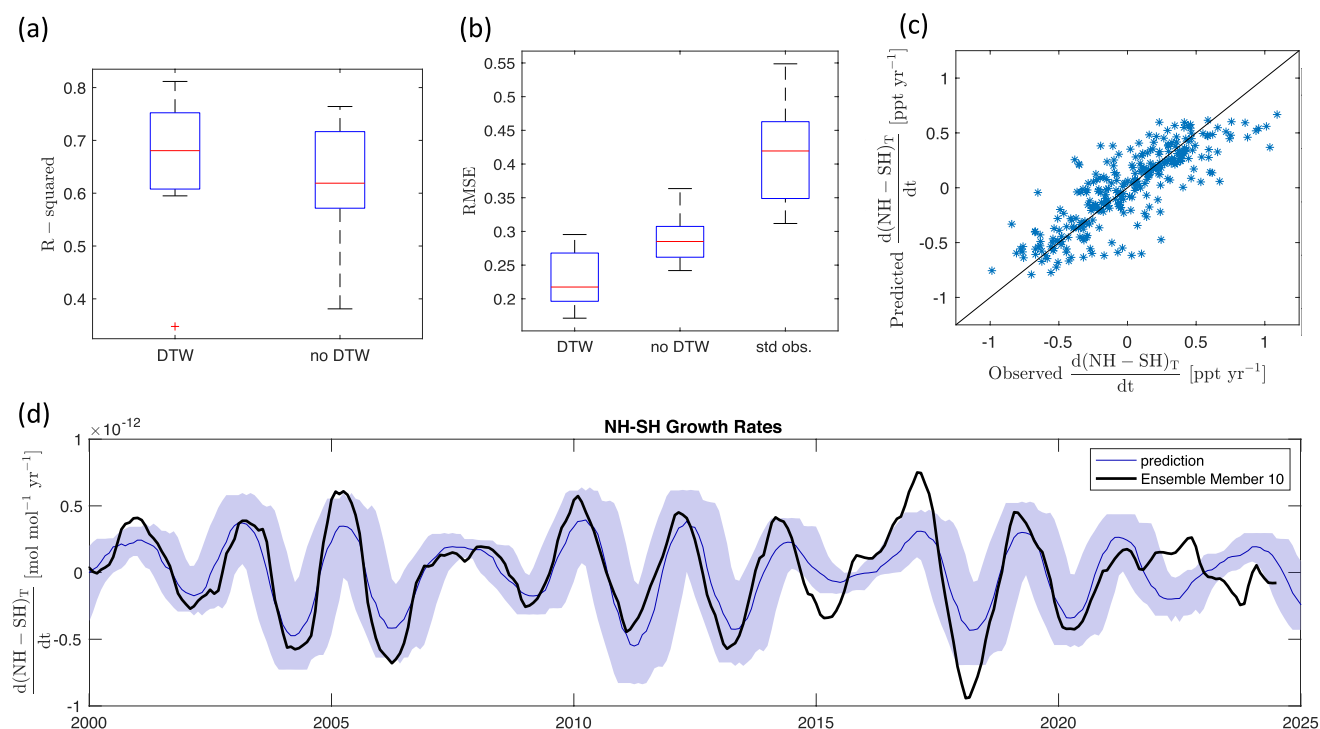 (a)
(b)
(c)
R − squared
0.8
0.7
0.6
0.5
0.4
DTW
no DTW
RMSE
0.55
0.5
0.45
0.4
0.35
0.3
0.25
0.2
DTW
no DTW
std obs.
Predicted d(NH − SH)T / dt [ppt yr−1]
1
0.5
0
-0.5
-1
-1
-0.5
0
0.5
1
Observed d(NH − SH)T / dt [ppt yr−1]
(d)
×10-12
NH-SH Growth Rates
d(NH − SH)T / dt [mol mol−1 yr−1]
1
0.5
0
-0.5
-1
prediction
Ensemble Member 10
2000
2005
2010
2015
2020
2025